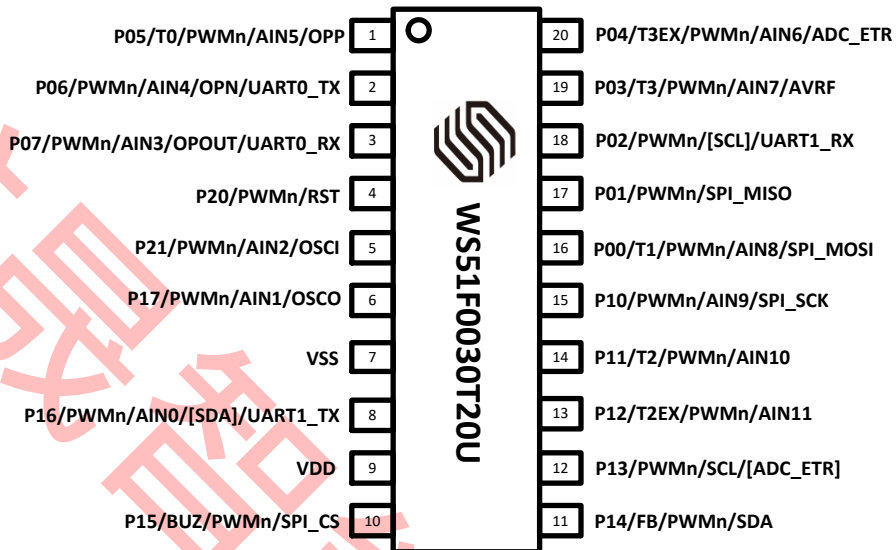 P05/T0/PWMn/AIN5/OPP 1
20 P04/T3EX/PWMn/AIN6/ADC_ETR
P06/PWMn/AIN4/OPN/UART0_TX 2
19 P03/T3/PWMn/AIN7/AVRF
P07/PWMn/AIN3/OPOUT/UART0_RX 3
18 P02/PWMn/[SCL]/UART1_RX
P20/PWMn/RST 4
17 P01/PWMn/SPI_MISO
P21/PWMn/AIN2/OSCI 5
16 P00/T1/PWMn/AIN8/SPI_MOSI
P17/PWMn/AIN1/OSCO 6
15 P10/PWMn/AIN9/SPI_SCK
VSS 7
14 P11/T2/PWMn/AIN10
P16/PWMn/AIN0/[SDA]/UART1_TX 8
13 P12/T2EX/PWMn/AIN11
VDD 9
12 P13/PWMn/SCL/[ADC_ETR]
P15/BUZ/PWMn/SPI_CS 10
11 P14/FB/PWMn/SDA
WS51F0030T20U
晟
智